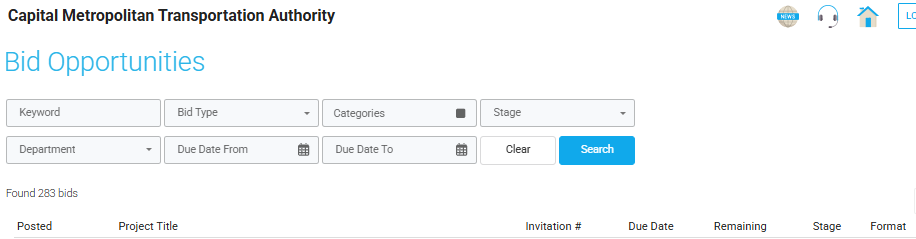 Capital Metropolitan Transportation Authority
NEWS
Bid Opportunities
Keyword Bid Type Categories Stage
Department Due Date From Due Date To Clear Search
Found 283 bids
Posted Project Title Invitation # Due Date Remaining Stage Format